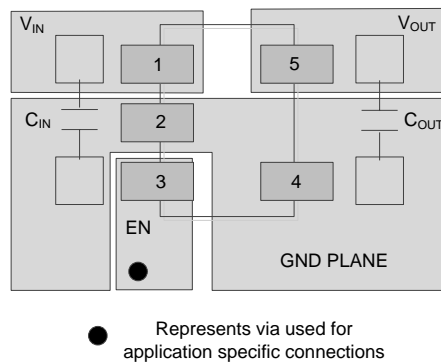 VIN
VOUT
1
5
2
CIN
COUT
3
4
EN
GND PLANE
Represents via used for
application specific connections